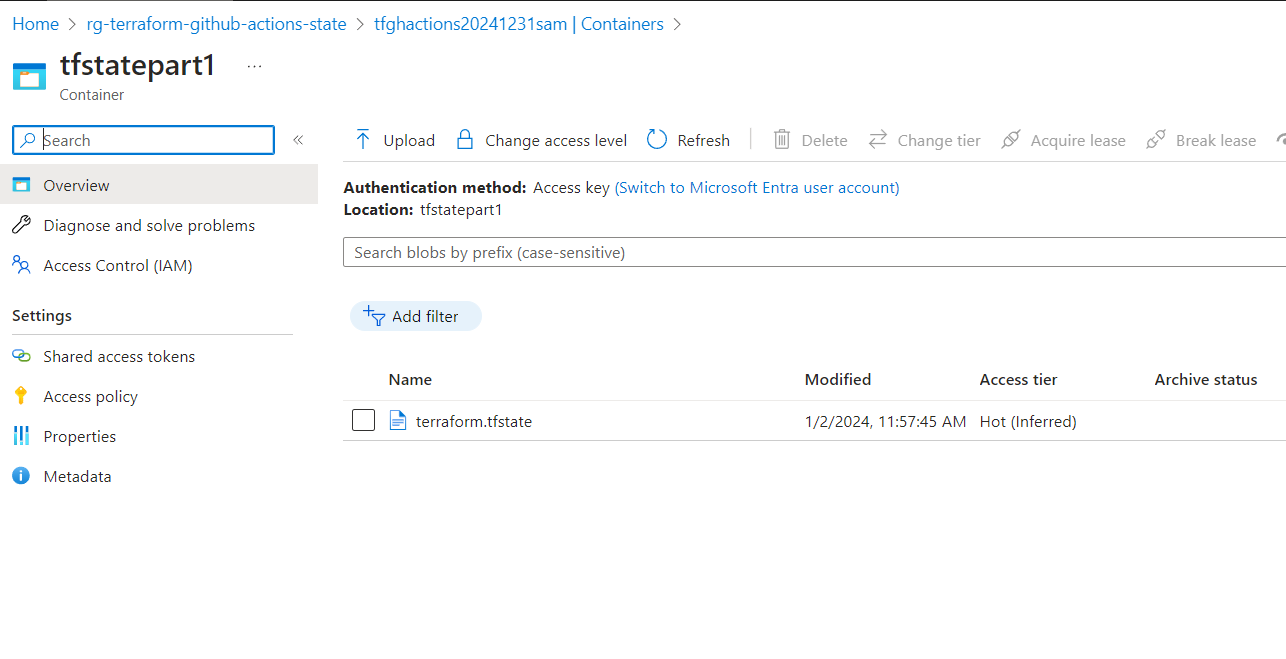 Home > rg-terraform-github-actions-state > tfghactions20241231sam | Containers >
tfstatepart1 ...
Container
Search «
Overview
Diagnose and solve problems
Access Control (IAM)
Settings
Shared access tokens
Access policy
Properties
Metadata
Upload Change access level Refresh Delete Change tier Acquire lease Break lease
Authentication method: Access key (Switch to Microsoft Entra user account)
Location: tfstatepart1
Search blobs by prefix (case-sensitive)
Add filter
Name Modified Access tier Archive status
terraform.tfstate 1/2/2024, 11:57:45 AM Hot (Inferred)